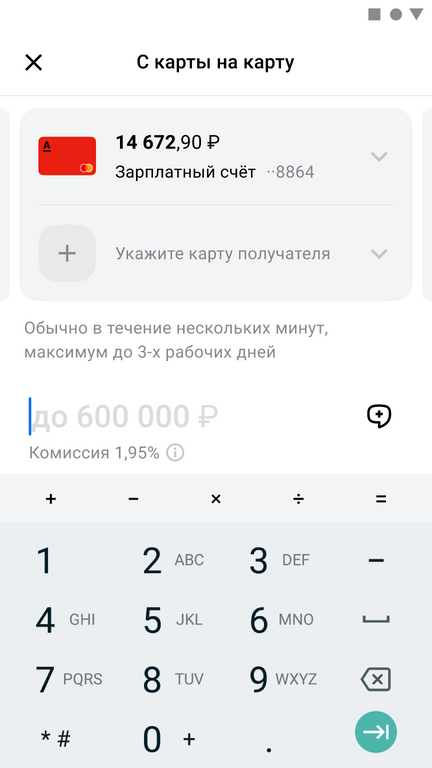 С карты на карту
А
14 672,90 ₽
Зарплатный счёт ··8864
+
Укажите карту получателя
Обычно в течение нескольких минут,
максимум до 3-х рабочих дней
до 600 000 ₽
Комиссия 1,95%
+ − × ÷ =
1 2 ABC 3 DEF −
4 GHI 5 JKL 6 MNO
7 PQRS 8 TUV 9 WXYZ
* # 0 + .